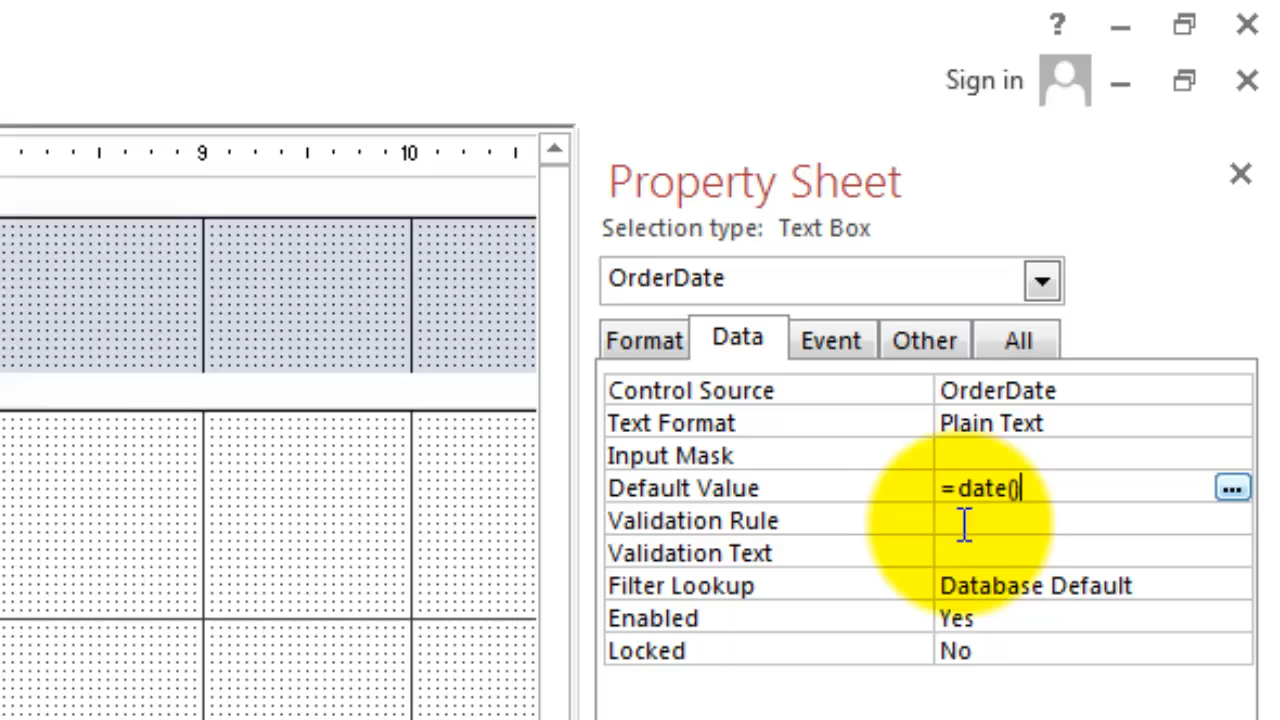 ?
Sign in
9 10
Property Sheet
Selection type: Text Box
OrderDate
Format Data Event Other All
Control Source OrderDate
Text Format Plain Text
Input Mask
Default Value =date() ...
Validation Rule
Validation Text
Filter Lookup Database Default
Enabled Yes
Locked No